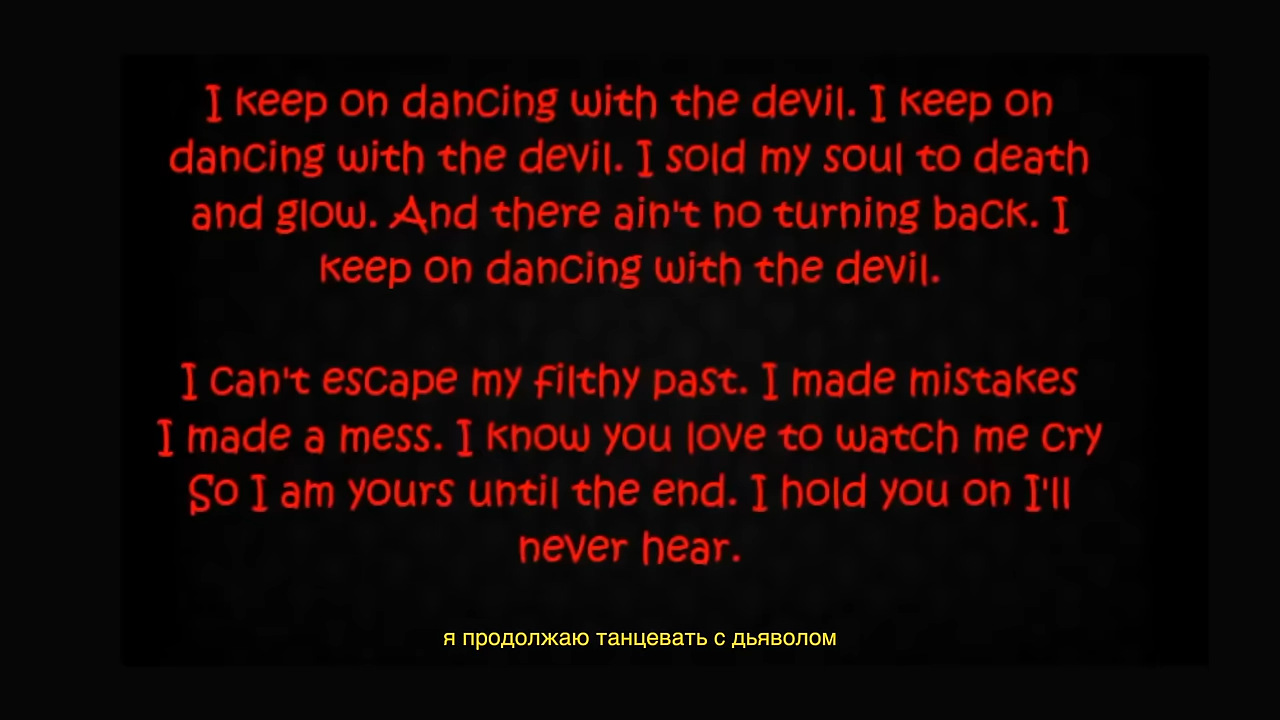 I keep on dancing with the devil. I keep on
dancing with the devil. I sold my soul to death
and glow. And there ain't no turning back. I
keep on dancing with the devil.
I can't escape my filthy past. I made mistakes
I made a mess. I know you love to watch me cry
So I am yours until the end. I hold you on I'll
never hear.
я продолжаю танцевать с дьяволом